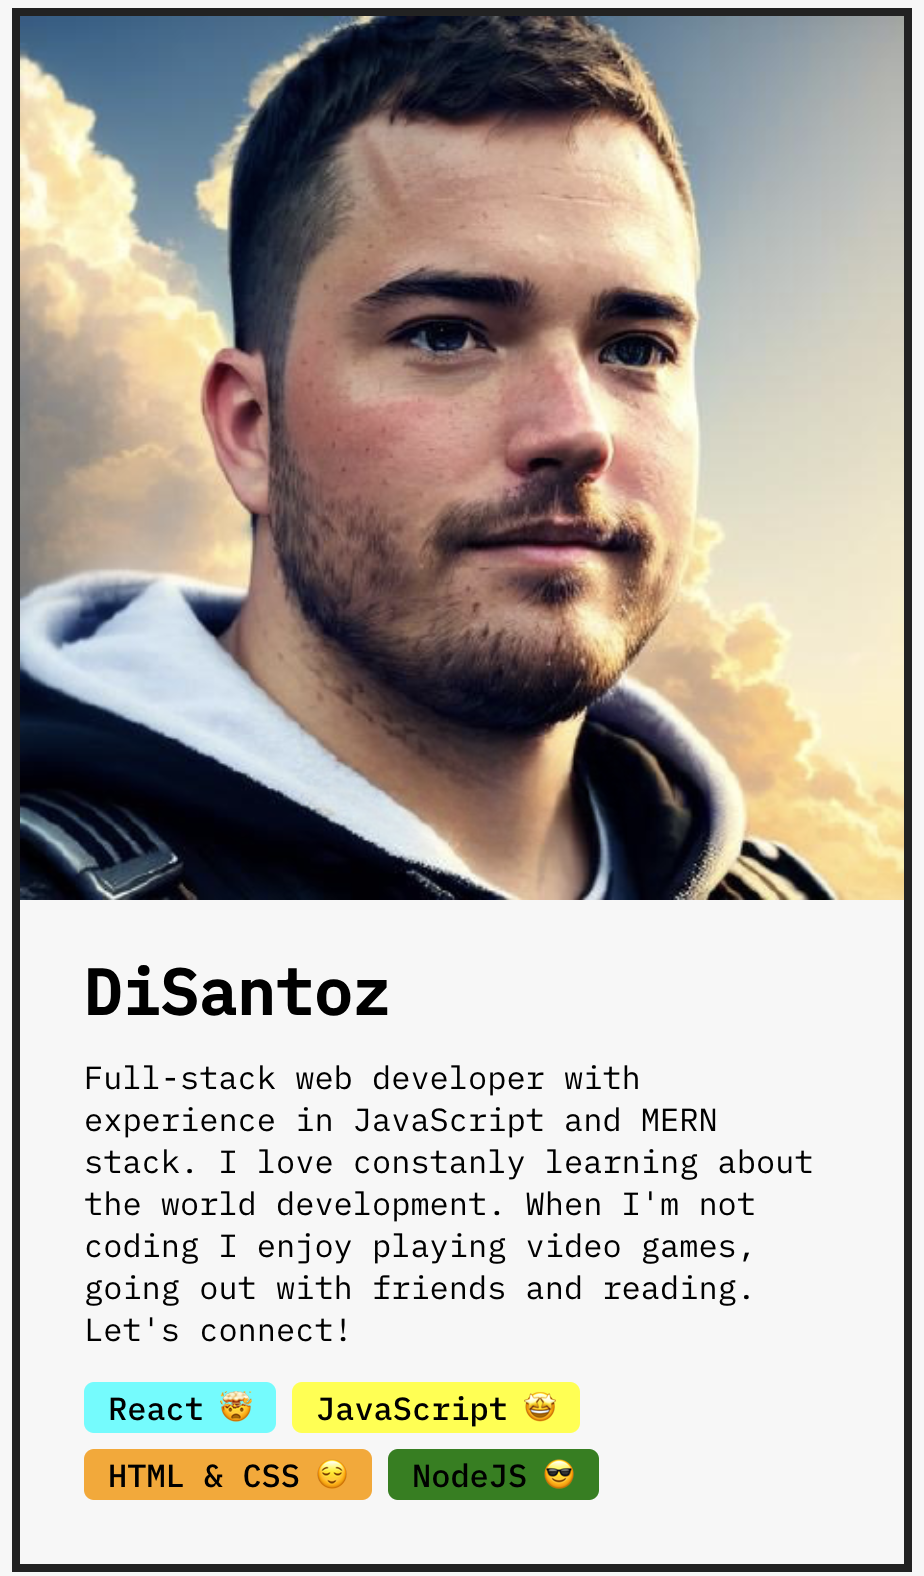 DiSantoz
Full-stack web developer with
experience in JavaScript and MERN
stack. I love constanly learning about
the world development. When I'm not
coding I enjoy playing video games,
going out with friends and reading.
Let's connect!
React 🤯 JavaScript 🤩
HTML & CSS 😌 NodeJS 😎